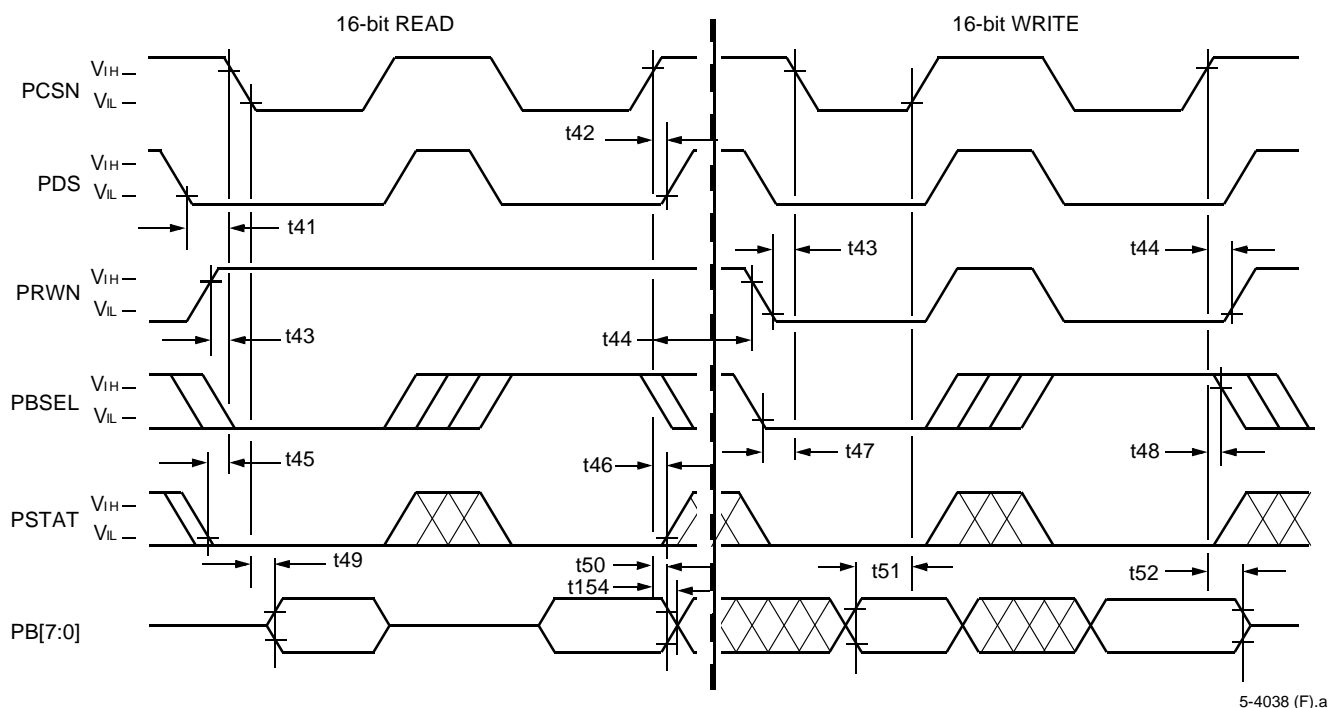 16-bit READ 16-bit WRITE
VIH
PCSN
VIL
t42
VIH
PDS
VIL
t41 t43 t44
VIH
PRWN
VIL
t43 t44
VIH
PBSEL
VIL
t45 t46 t47 t48
VIH
PSTAT
VIL
t49 t50 t51 t52
t154
PB[7:0]
5-4038 (F).a